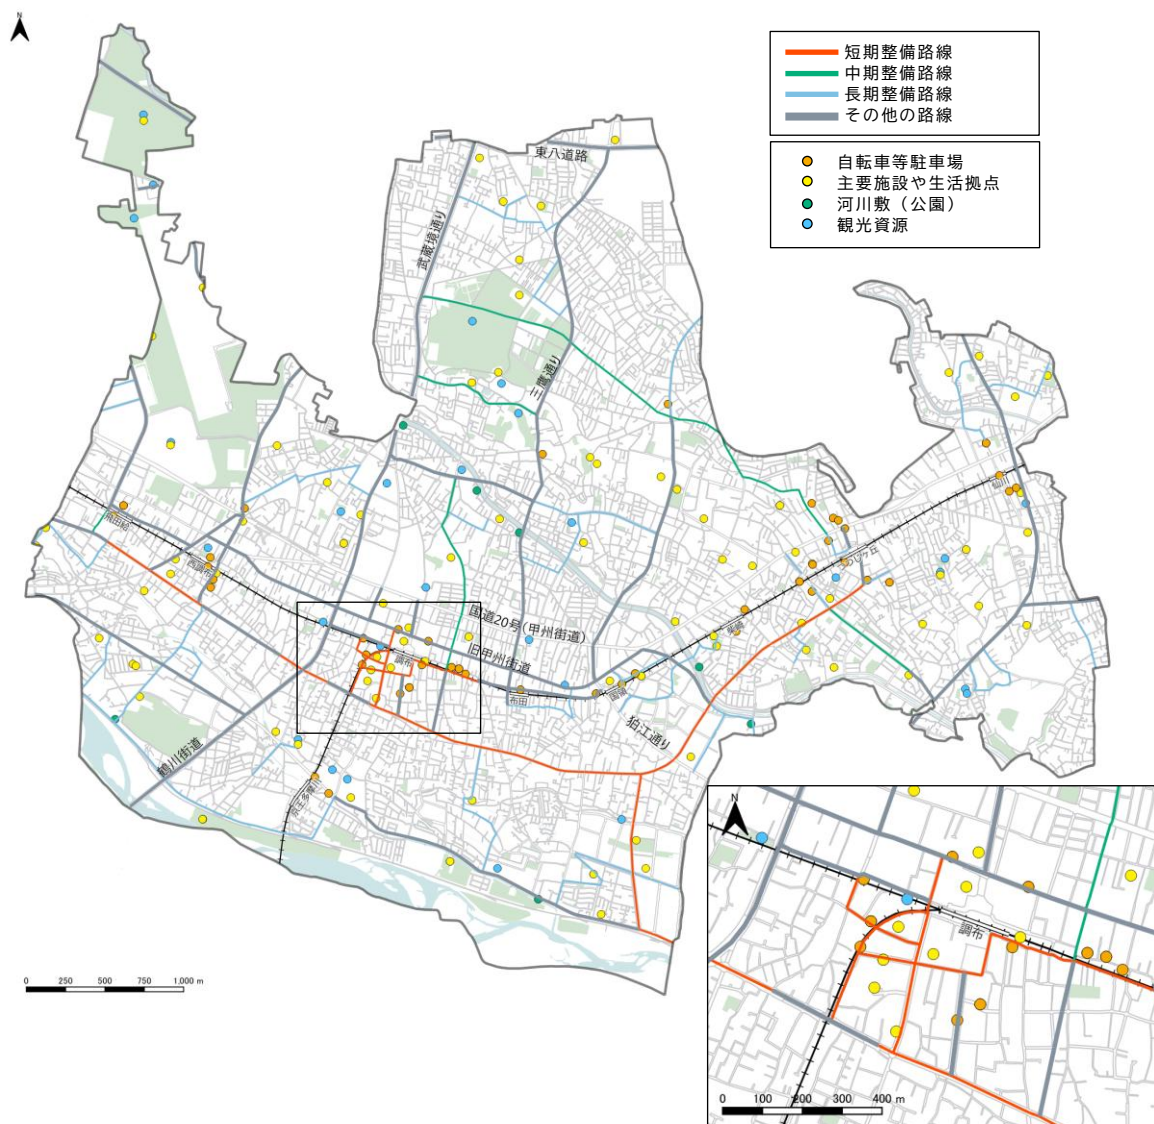 N
短期整備路線
中期整備路線
長期整備路線
その他の路線
自転車等駐車場
主要施設や生活拠点
河川敷（公園）
観光資源
東八道路
武蔵境通り
三鷹通り
仙川
飛田給
西調布
つつじヶ丘
国道20号（甲州街道）
柴崎
旧甲州街道
調布
布田
国領
狛江通り
鶴川街道
京王多摩川
0 250 500 750 1,000 m
N
調布
0 100 200 300 400 m